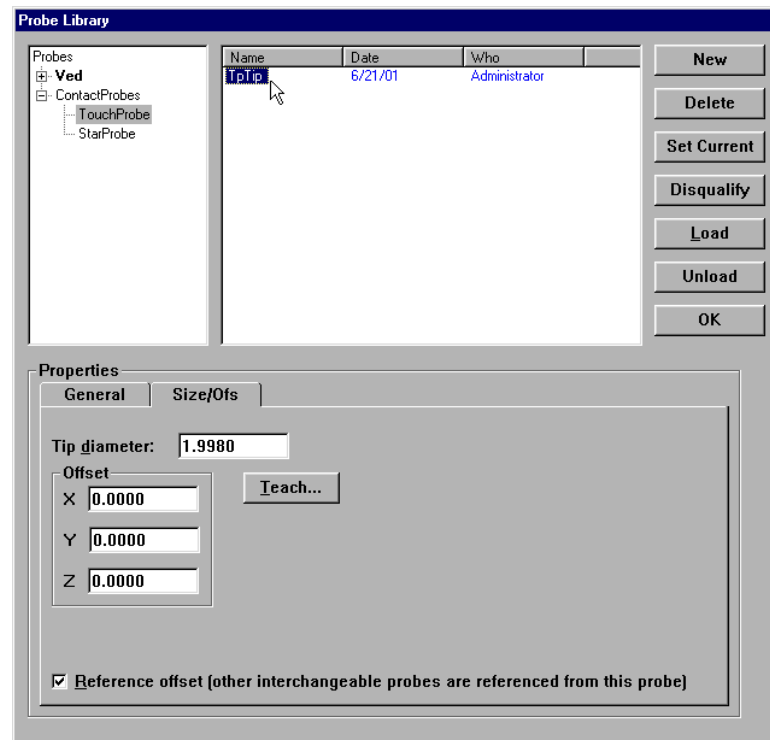 Probe Library
Probes
Ved
ContactProbes
TouchProbe
StarProbe
Name Date Who
TpTip 6/21/01 Administrator
New
Delete
Set Current
Disqualify
Load
Unload
OK
Properties
General Size/Ofs
Tip diameter: 1.9980
Offset
X 0.0000
Y 0.0000
Z 0.0000
Teach...
Reference offset (other interchangeable probes are referenced from this probe)